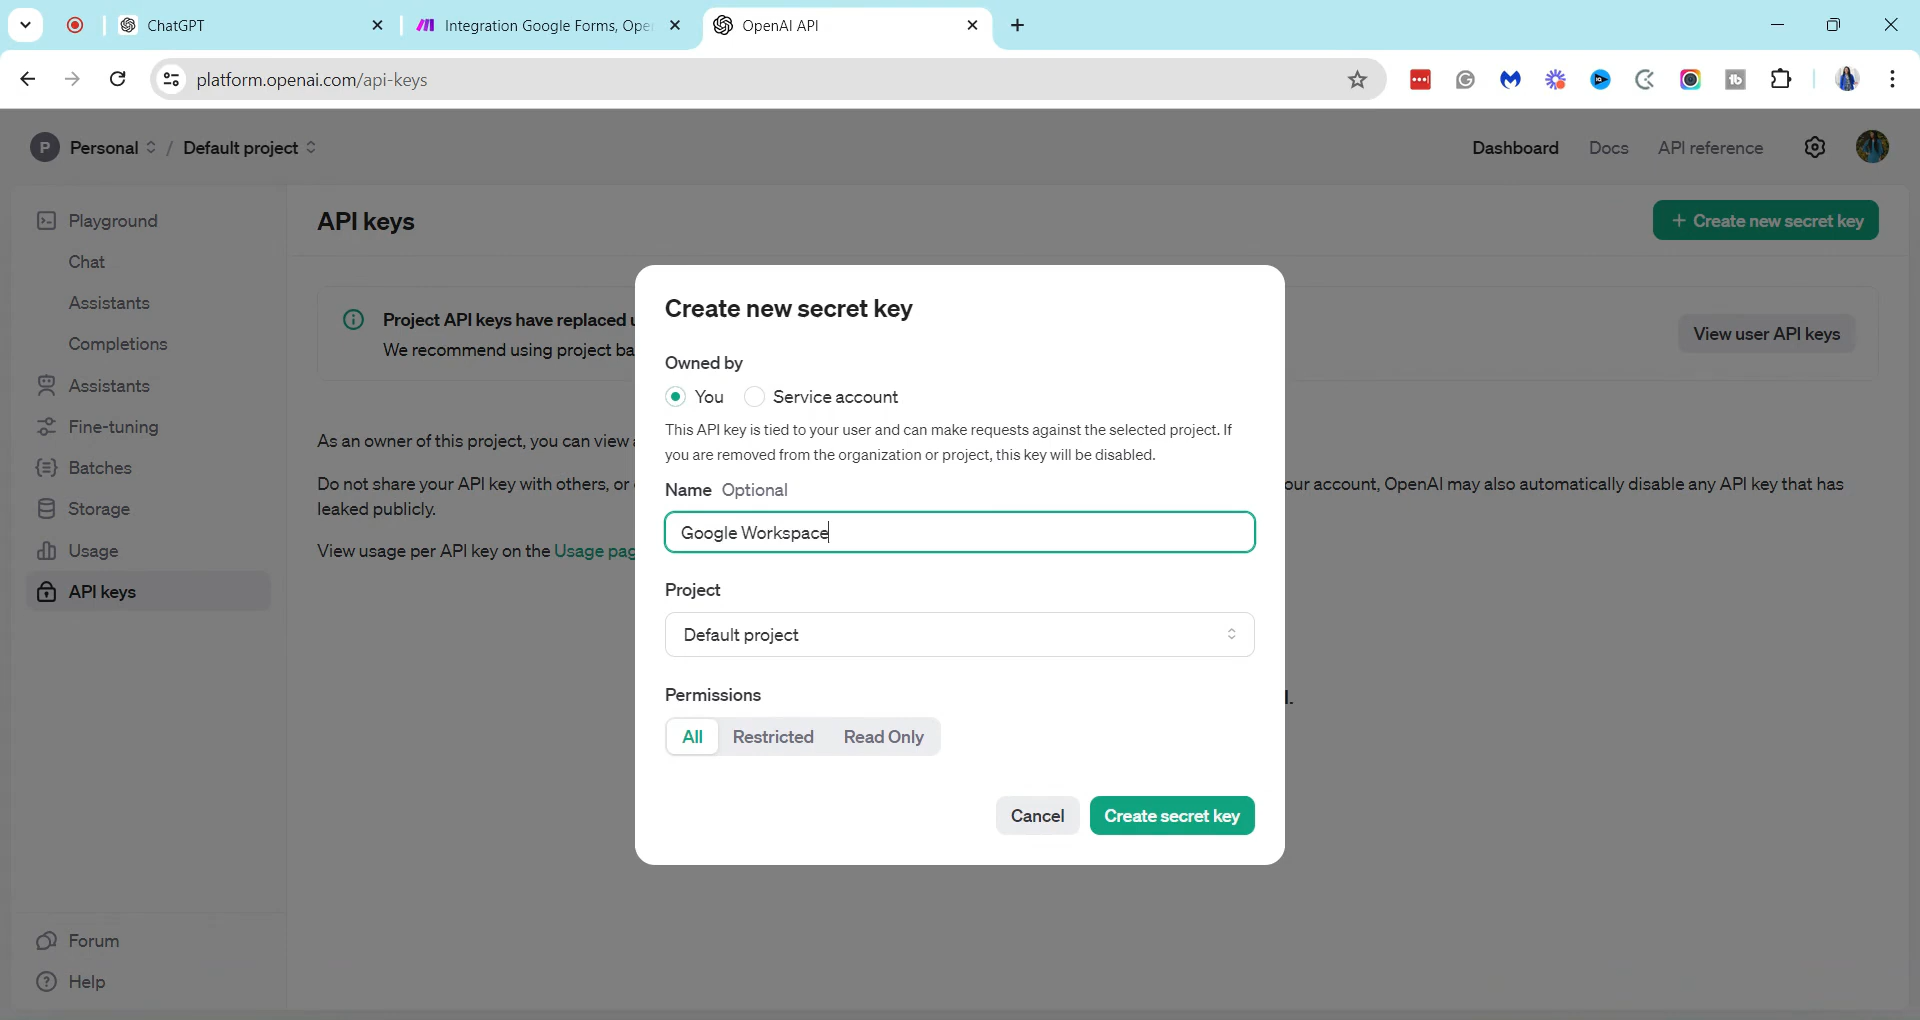 ChatGPT
Integration Google Forms, Ope
OpenAI API
platform.openai.com/api-keys
P Personal / Default project
Dashboard
Docs
API reference
Playground
Chat
Assistants
Completions
Assistants
Fine-tuning
Batches
Storage
Usage
API keys
Forum
Help
API keys
+ Create new secret key
Project API keys have replaced u
We recommend using project ba
View user API keys
As an owner of this project, you can view
Do not share your API key with others, or
our account, OpenAI may also automatically disable any API key that has
leaked publicly.
View usage per API key on the Usage pag
Create new secret key
Owned by
You
Service account
This API key is tied to your user and can make requests against the selected project. If
you are removed from the organization or project, this key will be disabled.
Name Optional
Google Workspace
Project
Default project
Permissions
All
Restricted
Read Only
Cancel
Create secret key